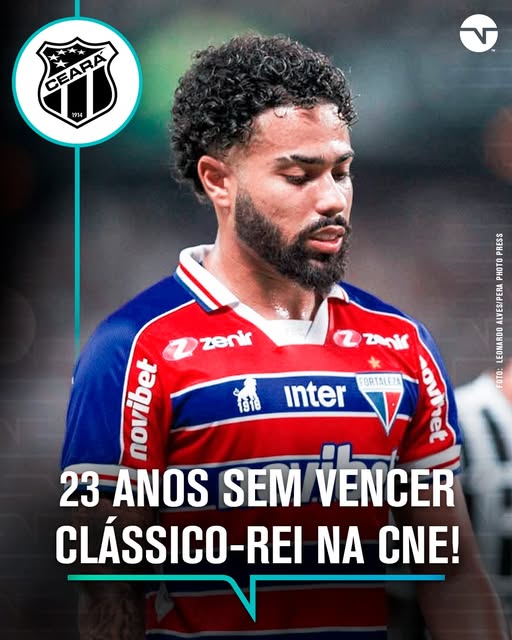 CEARÁ
1914
FOTO: LEONARDO ALVES/PERA PHOTO PRESS
zenir
zenir
novibet
1918
inter
FORTALEZA
novibet
novibet
23 ANOS SEM VENCER
CLÁSSICO-REI NA CNE!